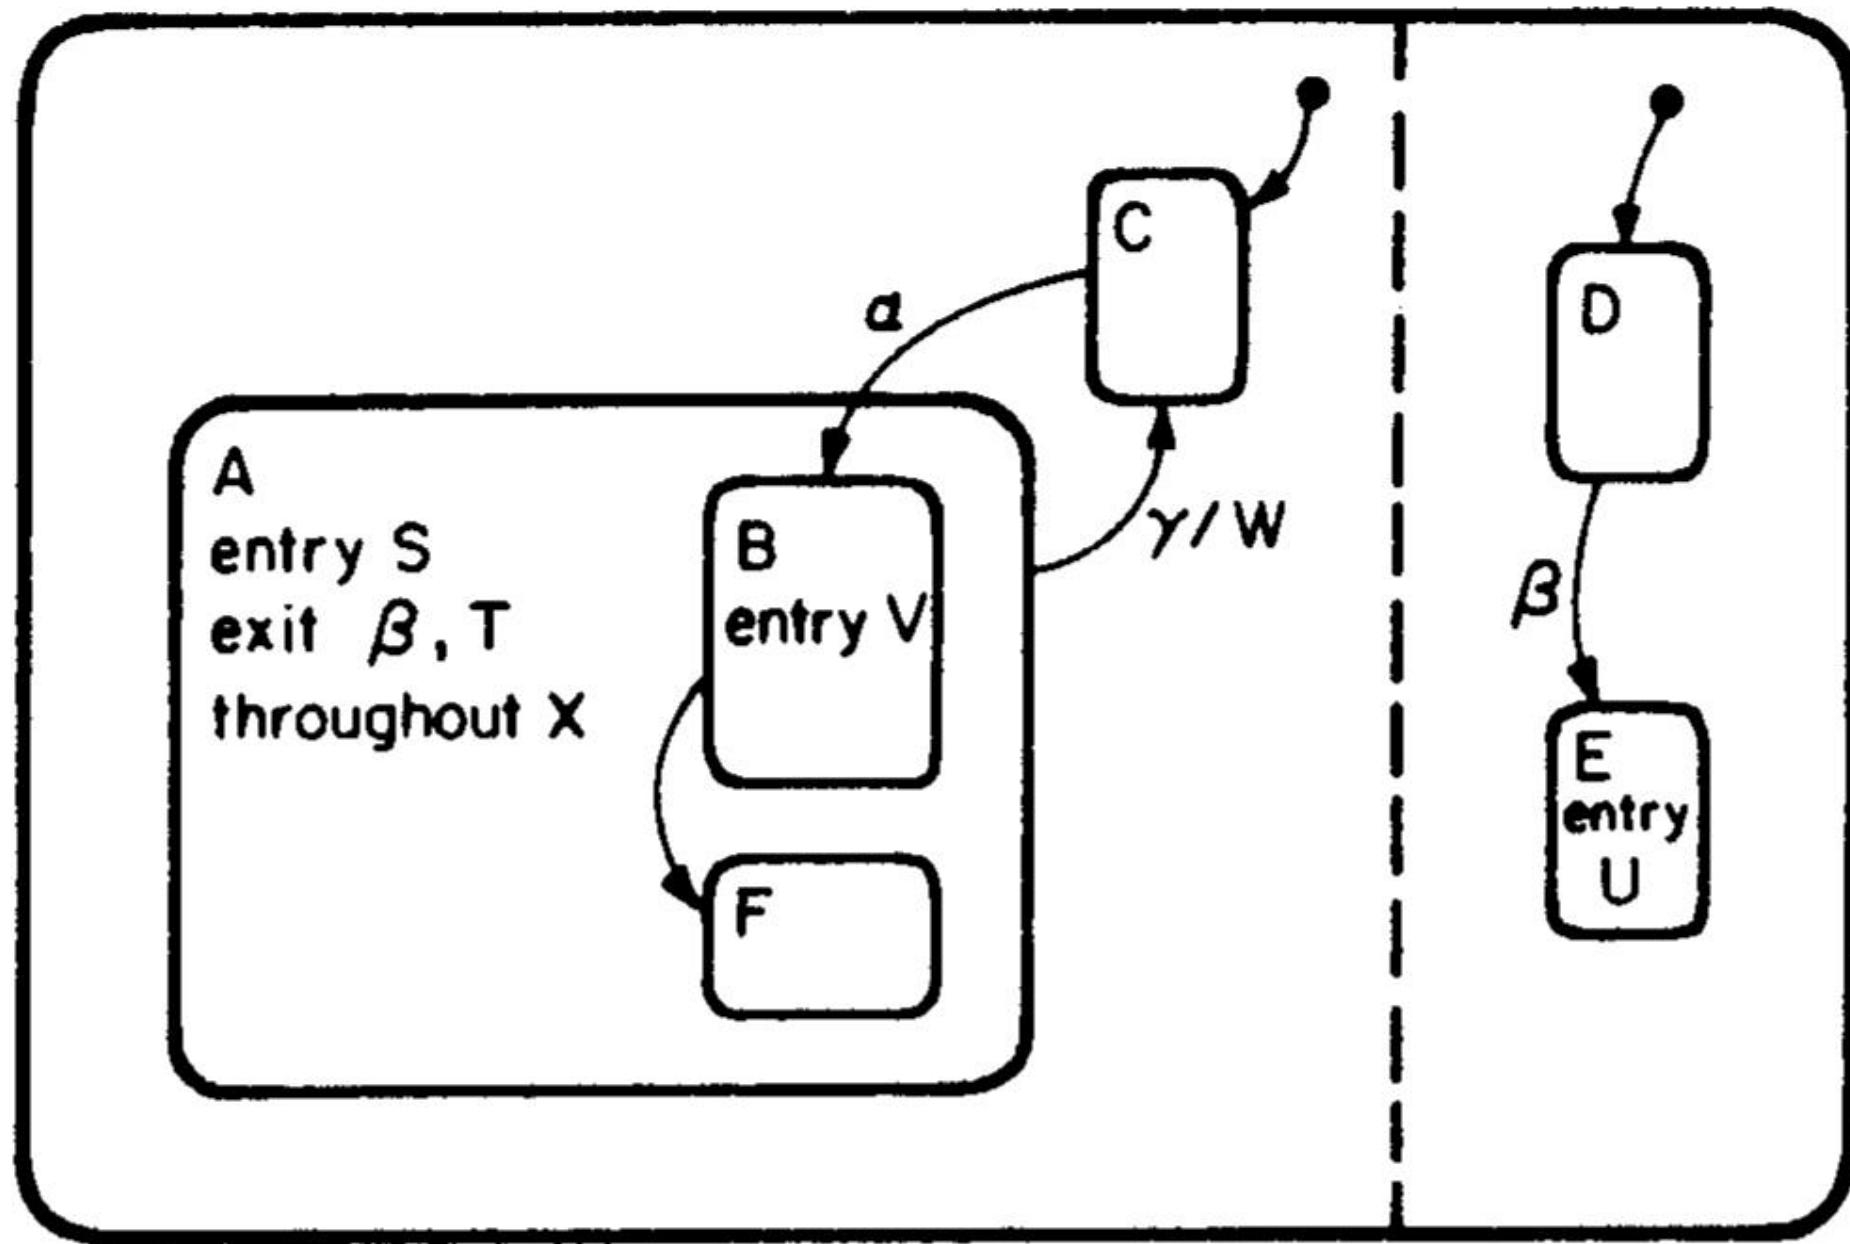 C
α
D
A
entry S
exit β, T
throughout X
B
entry V
γ/W
β
F
E
entry
U